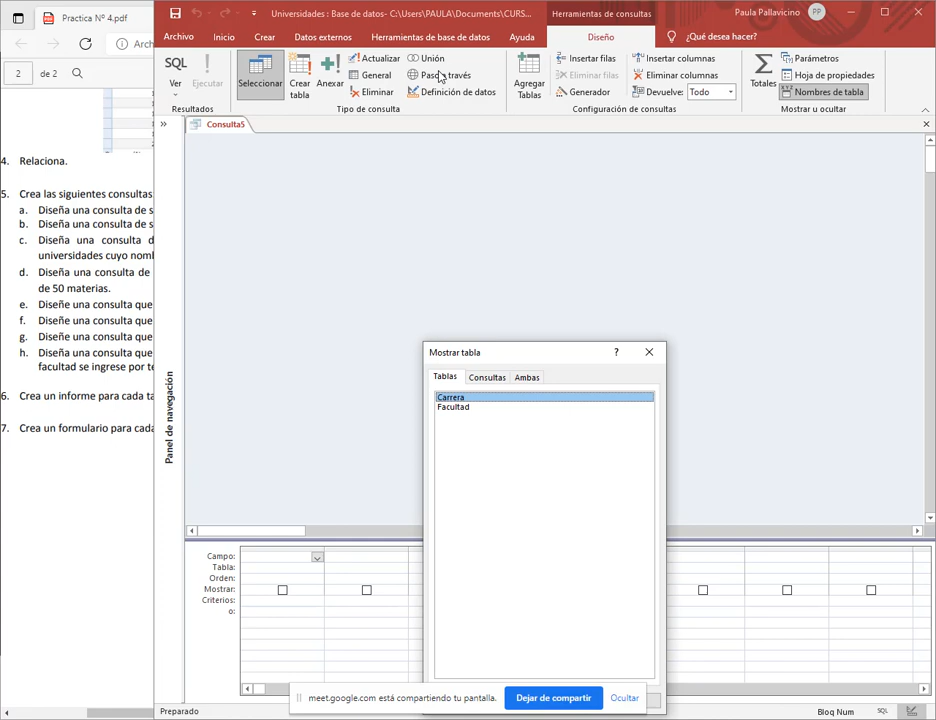 Practica Nº 4.pdf
Arch
2
de 2
4. Relaciona.
5. Crea las siguientes consultas
a. Diseña una consulta de s
b. Diseña una consulta de s
c. Diseña una consulta d
universidades cuyo noml
d. Diseña una consulta de
de 50 materias.
e. Diseñe una consulta que
f. Diseñe una consulta que
g. Diseñe una consulta que
h. Diseñe una consulta que
facultad se ingrese por te
6. Crea un informe para cada ta
7. Crea un formulario para cada
Universidades : Base de datos- C:\Users\PAULA\Documents\CURS...
Herramientas de consultas
Paula Pallavicino
PP
Archivo Inicio Crear Datos externos Herramientas de base de datos Ayuda Diseño ¿Qué desea hacer?
SQL
Ver
Ejecutar
Resultados
Seleccionar
Crear
tabla
Anexar
Actualizar
General
Eliminar
Unión
Paso a través
Definición de datos
Tipo de consulta
Agregar
Tablas
Insertar filas
Eliminar filas
Generador
Insertar columnas
Eliminar columnas
Devuelve: Todo
Configuración de consultas
Totales
Parámetros
Hoja de propiedades
Nombres de tabla
Mostrar u ocultar
Consulta5
Panel de navegación
Mostrar tabla
Tablas Consultas Ambas
Carrera
Facultad
Campo:
Tabla:
Orden:
Mostrar:
Criterios:
o:
meet.google.com está compartiendo tu pantalla.
Dejar de compartir
Ocultar
Preparado
Bloq Num
SQL